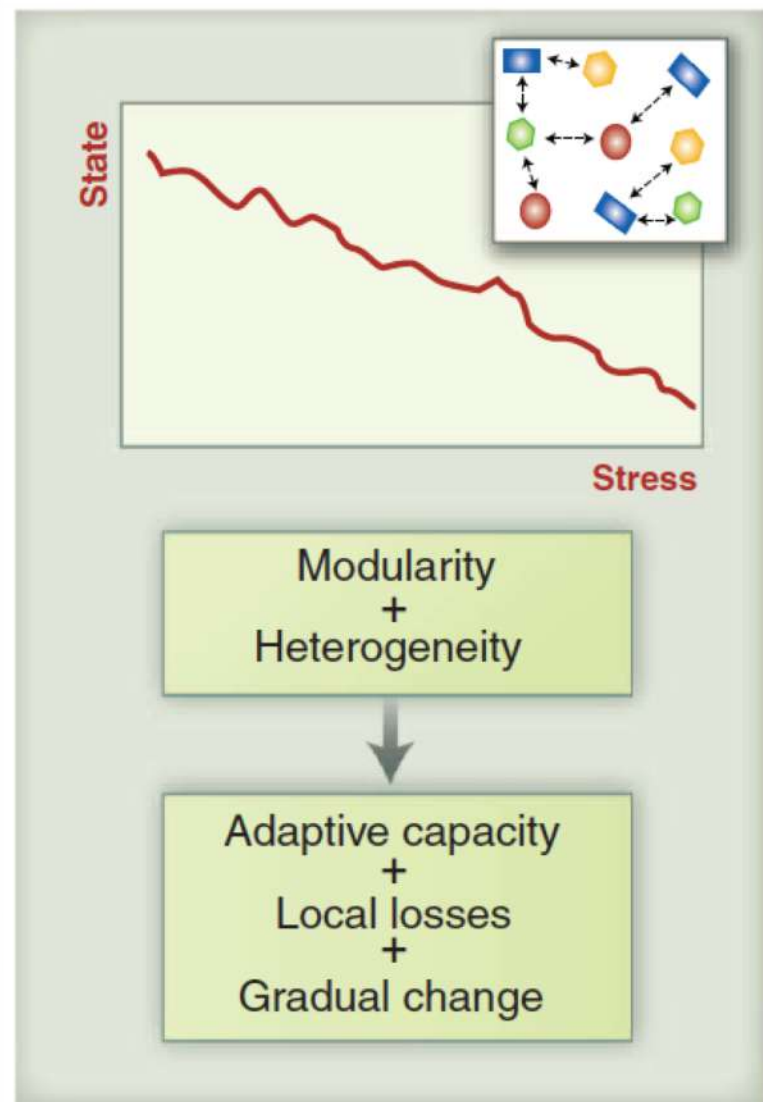 State
Stress
Modularity
+
Heterogeneity
Adaptive capacity
+
Local losses
+
Gradual change